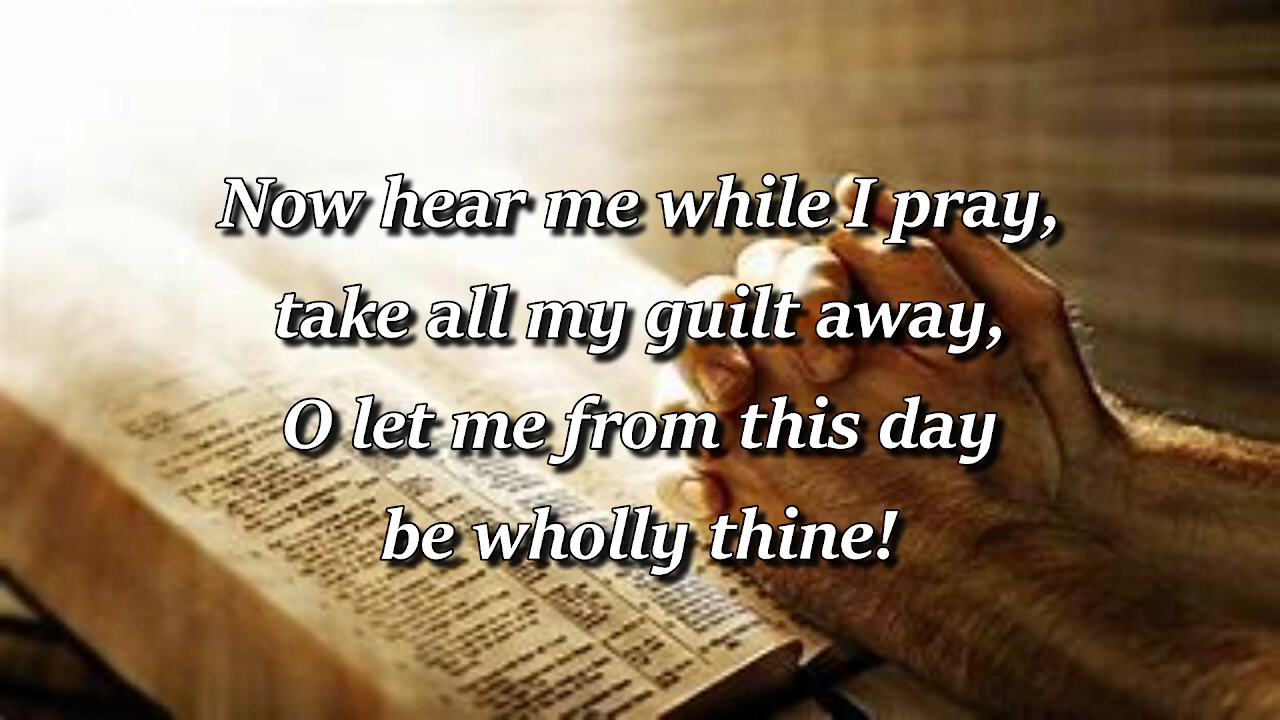 Now hear me while I pray,
take all my guilt away,
O let me from this day
be wholly thine!